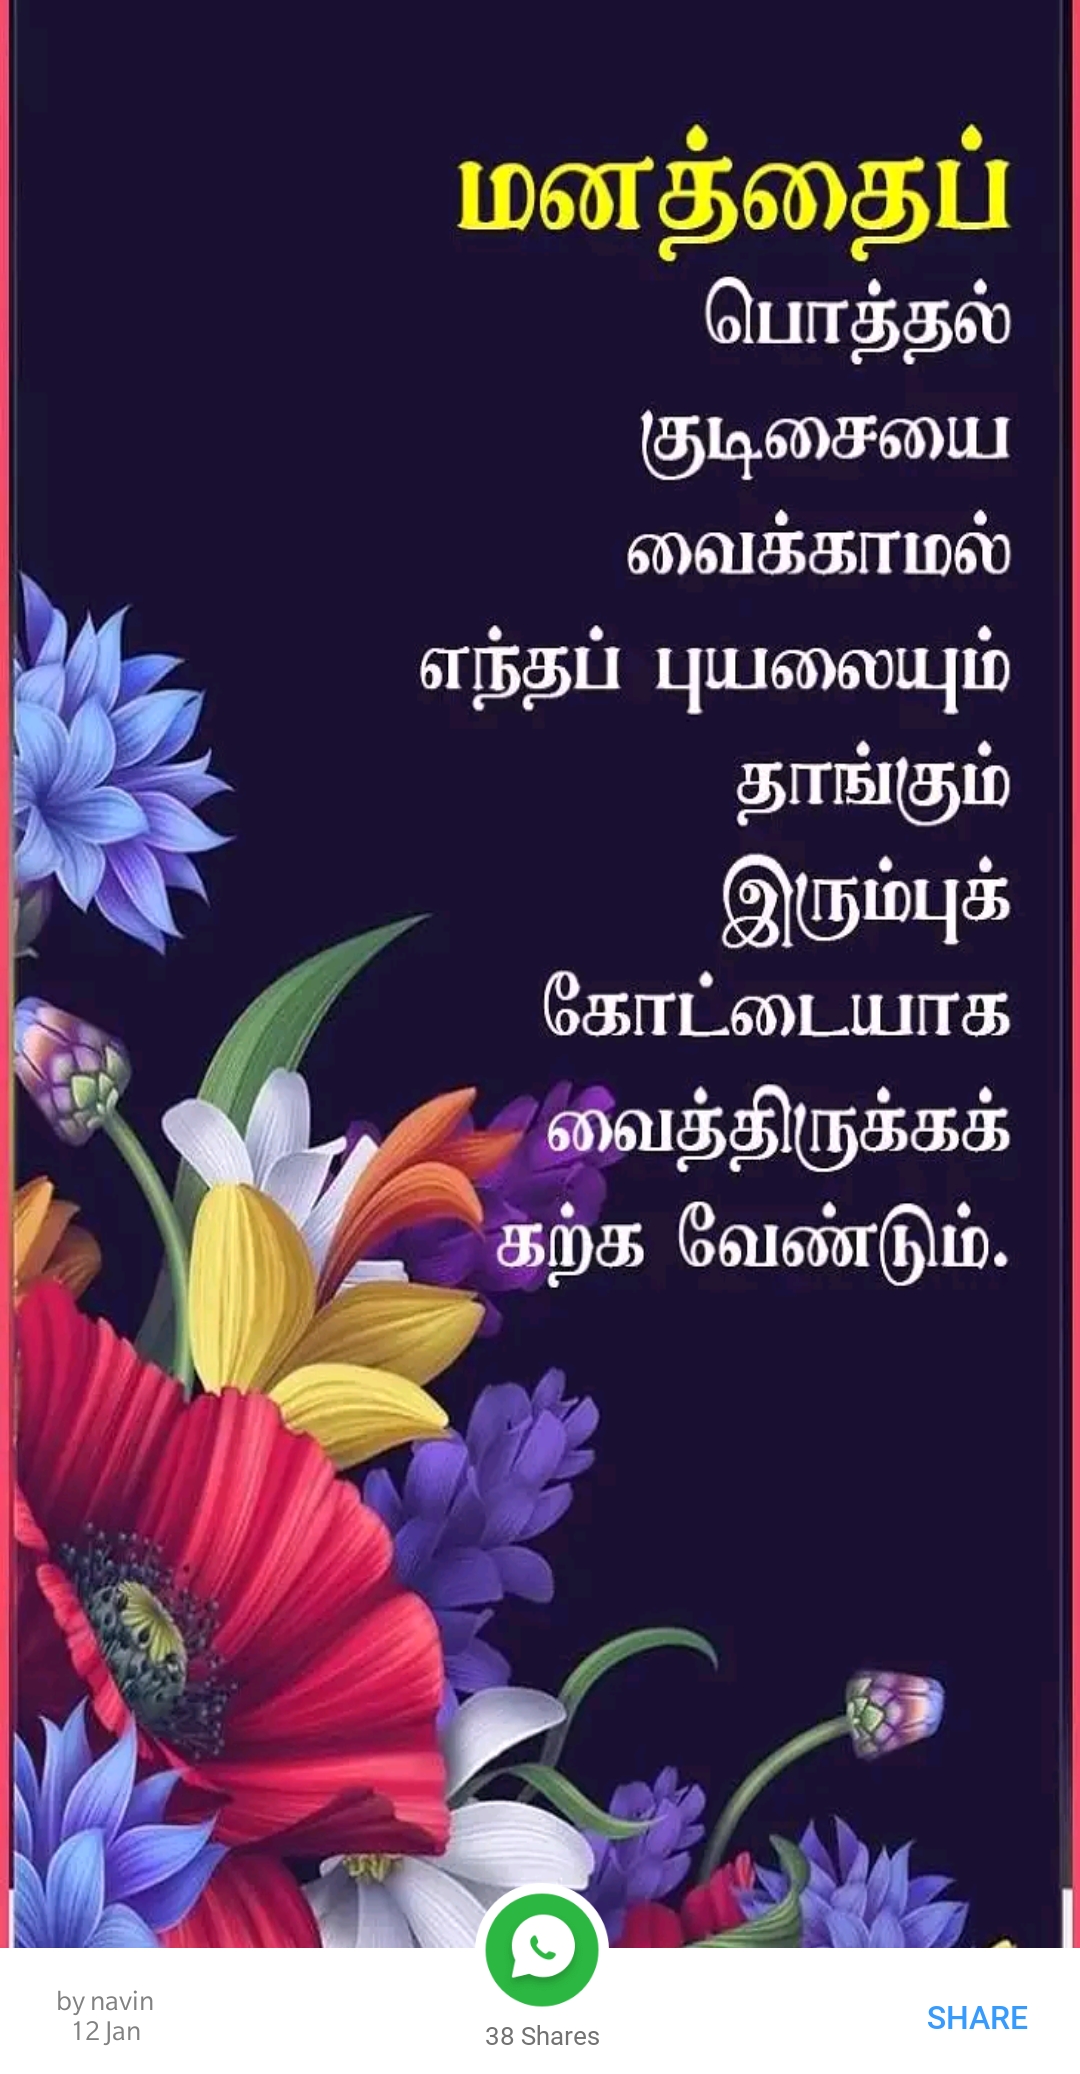 மனத்தைப்
பொத்தல்
குடிசையை
வைக்காமல்
எந்தப் புயலையும்
தாங்கும்
இரும்புக்
கோட்டையாக
வைத்திருக்கக்
கற்க வேண்டும்.
by navin
12 Jan
38 Shares
SHARE